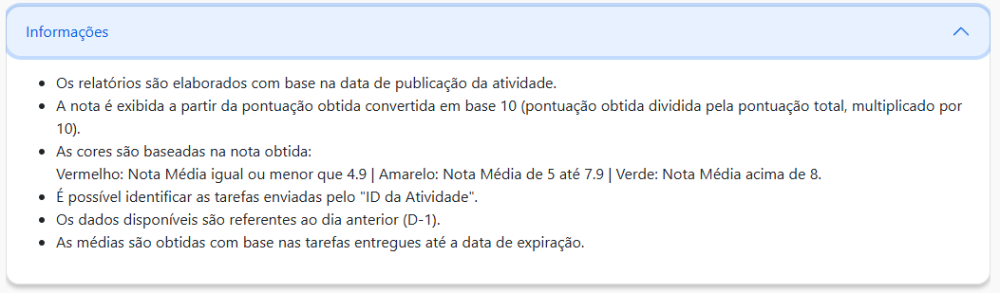 Informações
• Os relatórios são elaborados com base na data de publicação da atividade.
• A nota é exibida a partir da pontuação obtida convertida em base 10 (pontuação obtida dividida pela pontuação total, multiplicado por
10).
• As cores são baseadas na nota obtida:
Vermelho: Nota Média igual ou menor que 4.9 | Amarelo: Nota Média de 5 até 7.9 | Verde: Nota Média acima de 8.
• É possível identificar as tarefas enviadas pelo "ID da Atividade".
• Os dados disponíveis são referentes ao dia anterior (D-1).
• As médias são obtidas com base nas tarefas entregues até a data de expiração.